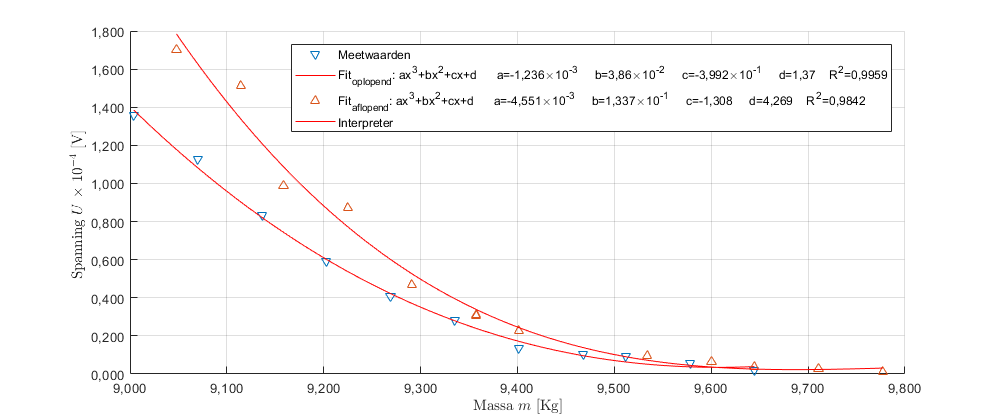 1,800
1,600
1,400
1,200
1,000
0,800
0,600
0,400
0,200
0,000
Spanning U × 10⁻¹ [V]
Meetwaarden
Fit_oplopend: ax³+bx²+cx+d a=-1,236×10⁻³ b=3,86×10⁻² c=-3,992×10⁻¹ d=1,37 R²=0,9959
Fit_aflopend: ax³+bx²+cx+d a=-4,551×10⁻³ b=1,337×10⁻¹ c=-1,308 d=4,269 R²=0,9842
Interpreter
9,000 9,100 9,200 9,300 9,400 9,500 9,600 9,700 9,800
Massa m [Kg]